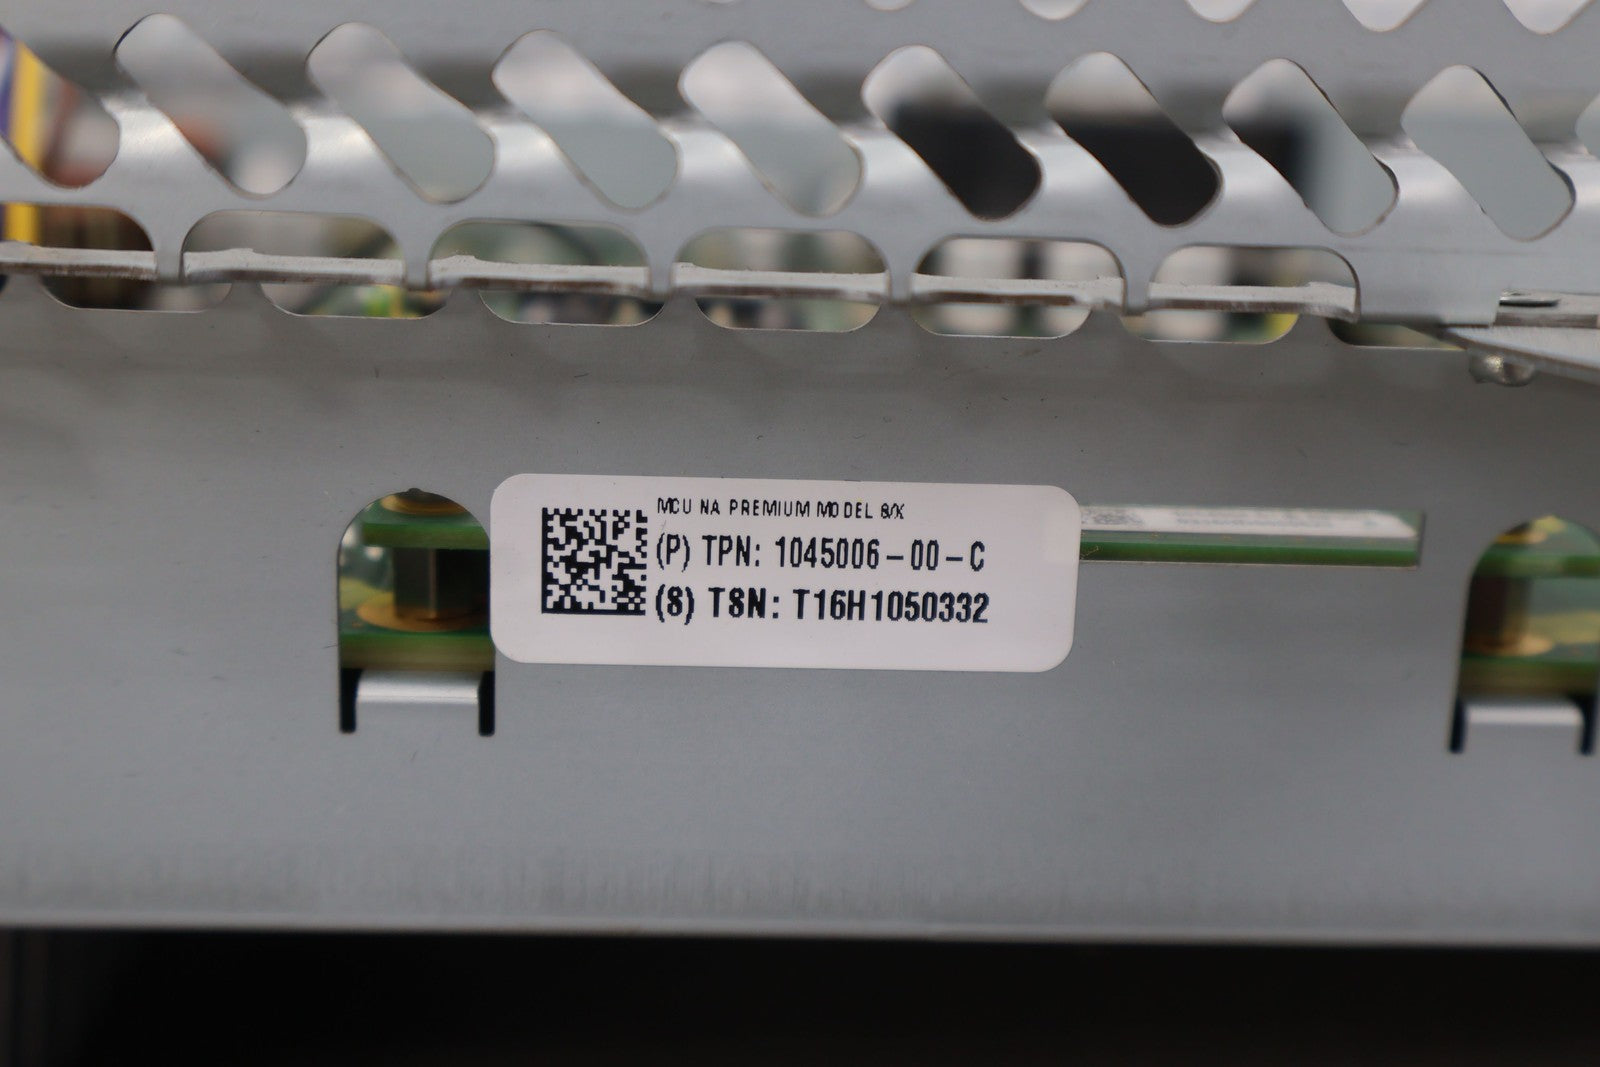 MCU NA PREMIUM MODEL S/X
(P) TPN: 1045006-00-C
(S) TSN: T16H1050332